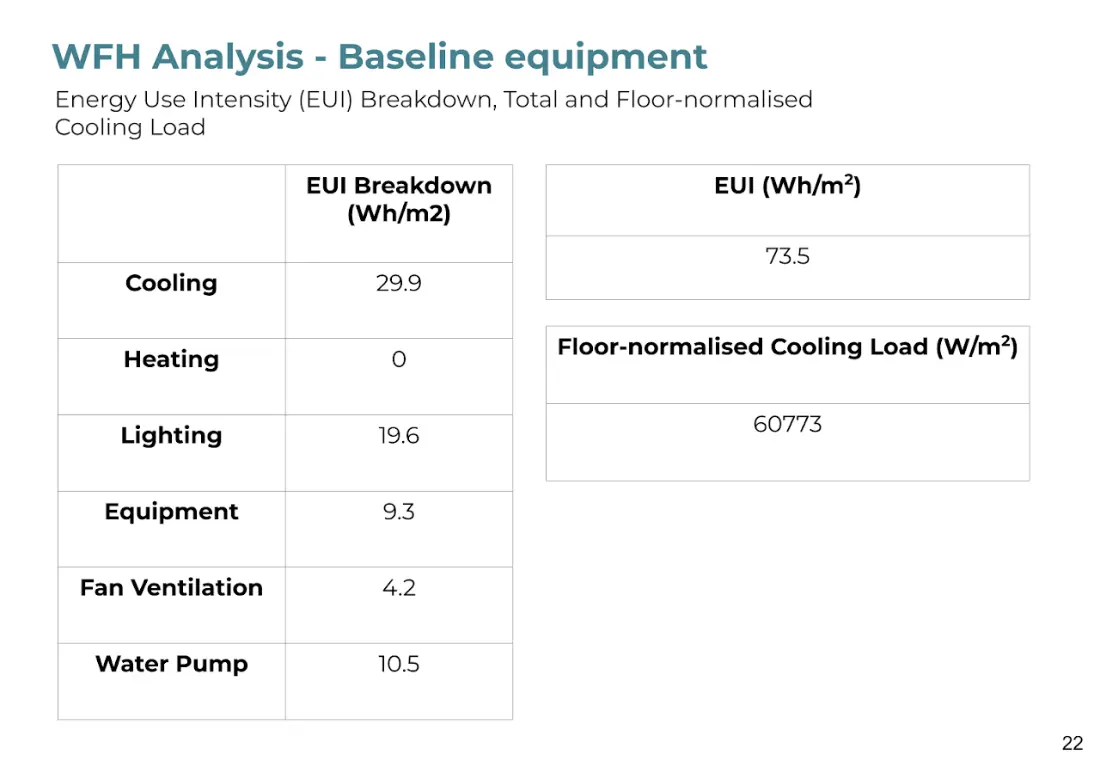 WFH Analysis - Baseline equipment
Energy Use Intensity (EUI) Breakdown, Total and Floor-normalised
Cooling Load
EUI Breakdown
(Wh/m2)
Cooling 29.9
Heating 0
Lighting 19.6
Equipment 9.3
Fan Ventilation 4.2
Water Pump 10.5
EUI (Wh/m²)
73.5
Floor-normalised Cooling Load (W/m²)
60773
22